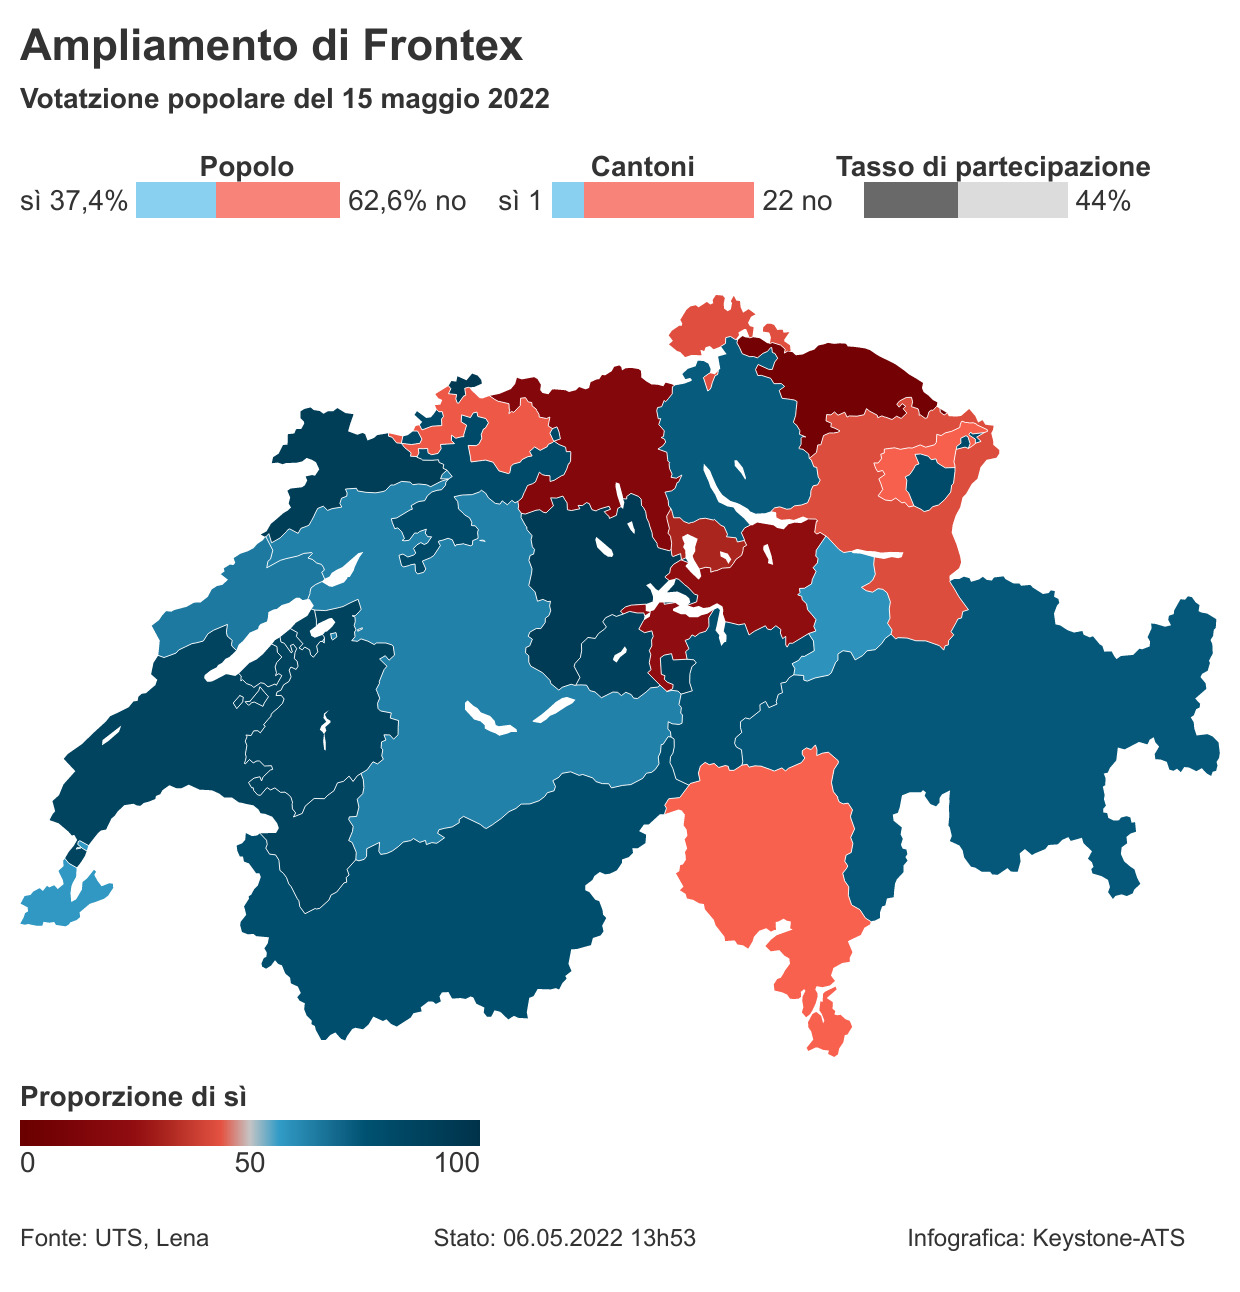 Ampliamento di Frontex
Votatzione popolare del 15 maggio 2022
Popolo
sì 37,4% 62,6% no
Cantoni
sì 1 22 no
Tasso di partecipazione
44%
Proporzione di sì
0 50 100
Fonte: UTS, Lena Stato: 06.05.2022 13h53 Infografica: Keystone-ATS